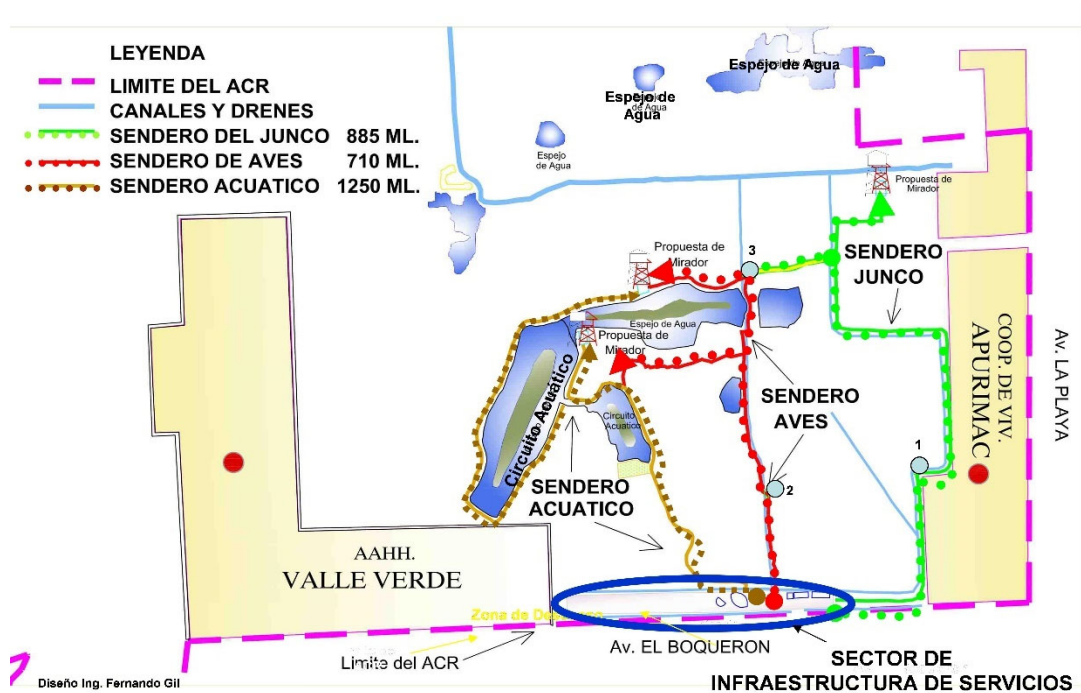 LEYENDA
LIMITE DEL ACR
CANALES Y DRENES
SENDERO DEL JUNCO 885 ML.
SENDERO DE AVES 710 ML.
SENDERO ACUATICO 1250 ML.
Espejo de Agua
Espejo de
Agua
Espejo
de Agua
Propuesta de
Mirador
SENDERO
JUNCO
3
Propuesta de
Mirador
Espejo de Agua
Propuesta de
Mirador
Circuito Acuatico
Circuito
Acuatico
SENDERO
AVES
SENDERO
ACUATICO
1
2
COOP. DE VIV.
APURIMAC
Av. LA PLAYA
AAHH.
VALLE VERDE
Av. EL BOQUERON
Limite del ACR
SECTOR DE
INFRAESTRUCTURA DE SERVICIOS
Diseño Ing. Fernando Gil